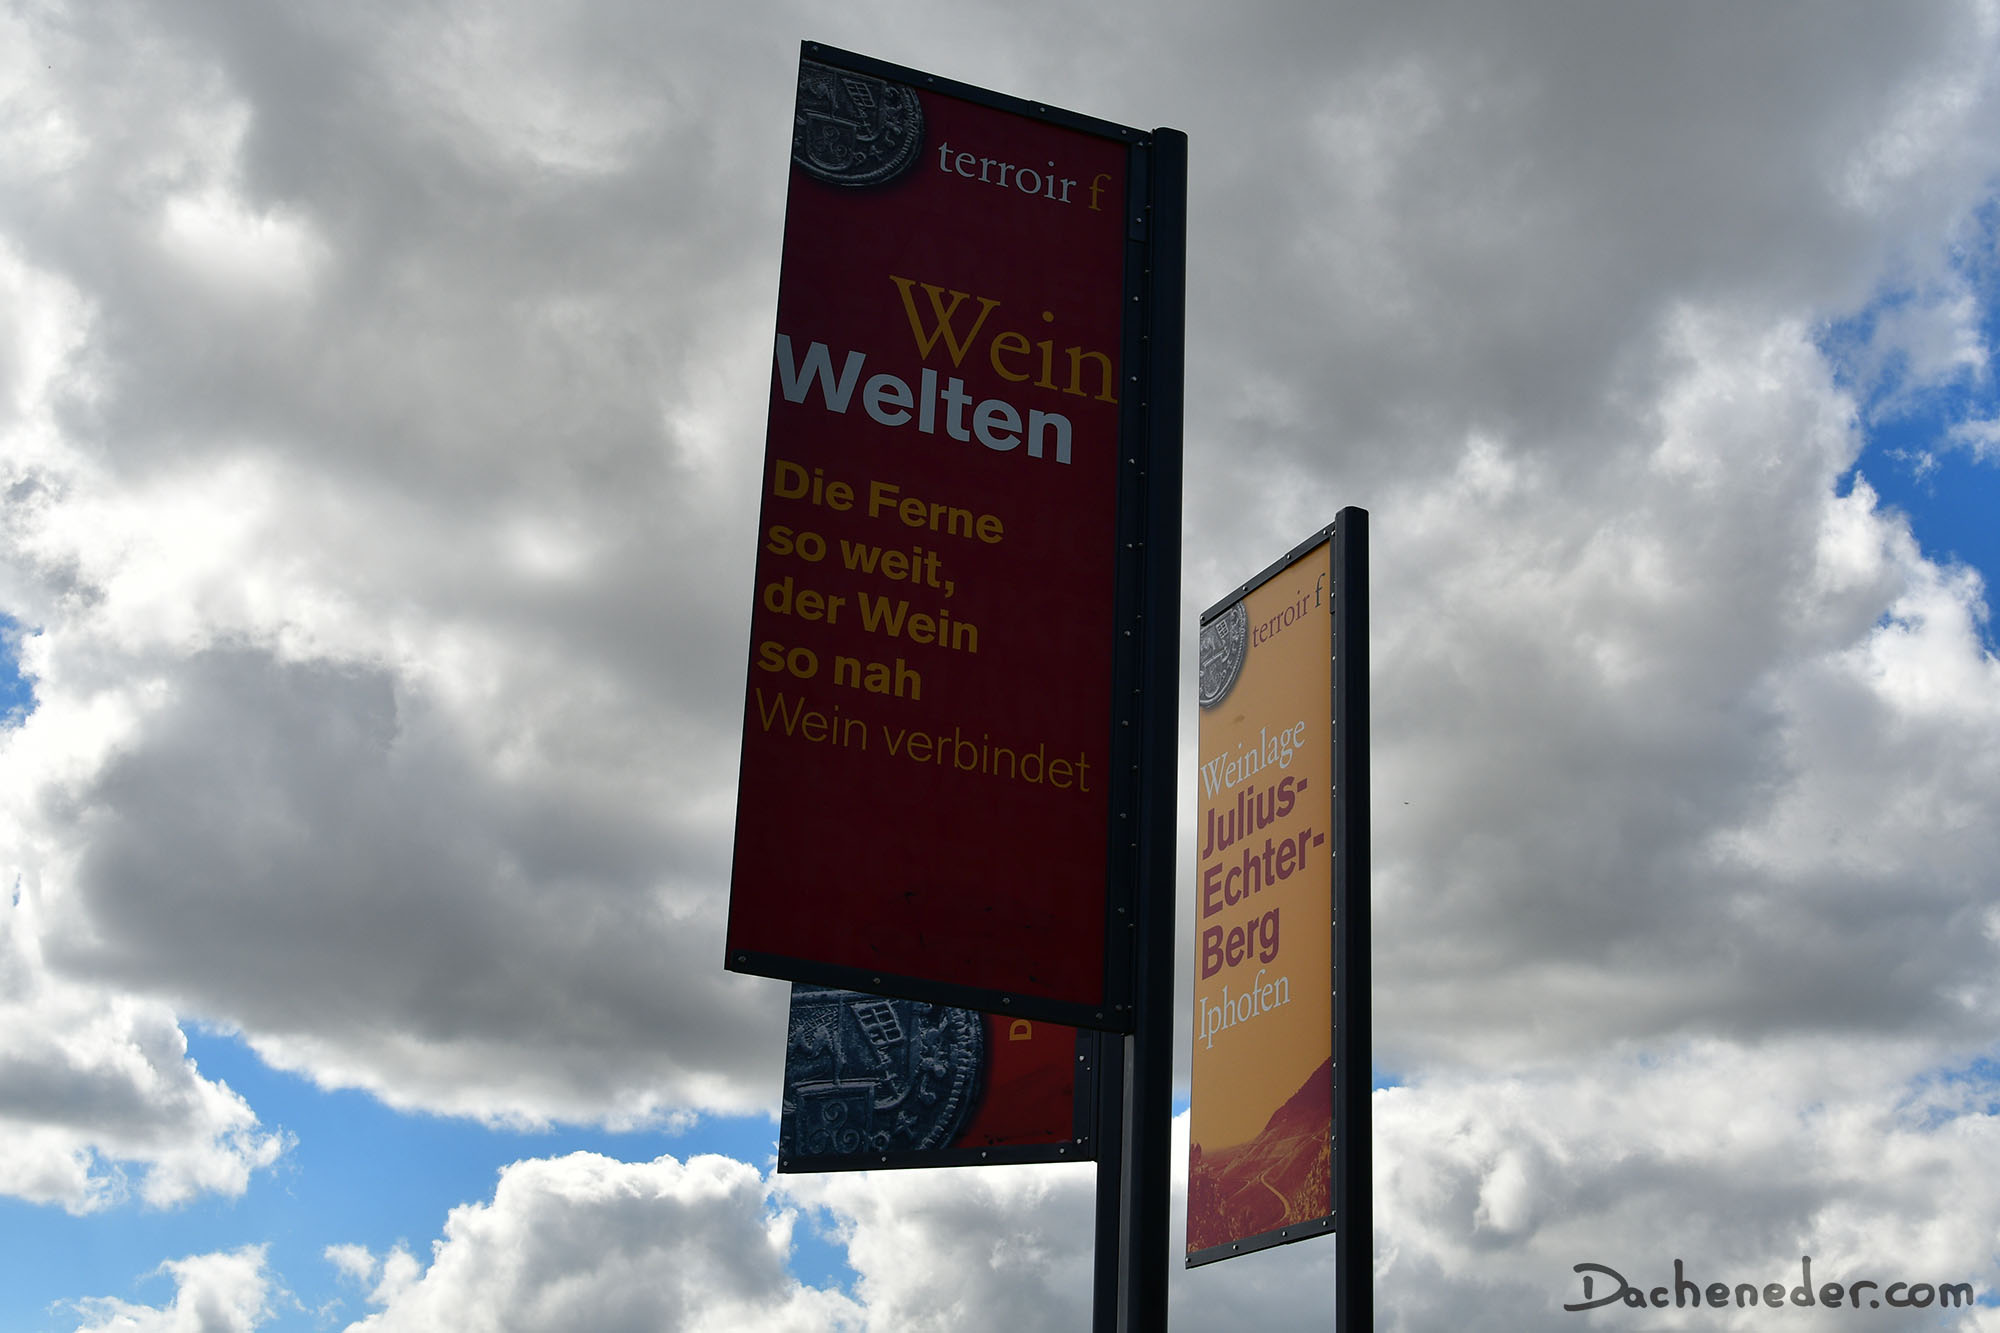 terroir f
Wein
Welten
Die Ferne
so weit,
der Wein
so nah
Wein verbindet
D
terroir f
Weinlage
Julius-
Echter-
Berg
Iphofen
Dacheneder.com